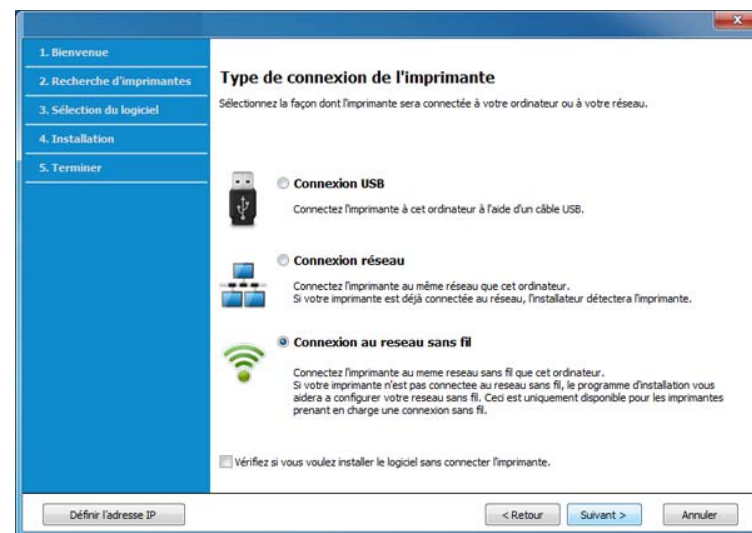 1. Bienvenue
2. Recherche d'imprimantes
3. Sélection du logiciel
4. Installation
5. Terminer
Type de connexion de l'imprimante
Sélectionnez la façon dont l'imprimante sera connectée à votre ordinateur ou à votre réseau.
Connexion USB
Connectez l'imprimante à cet ordinateur à l'aide d'un câble USB.
Connexion réseau
Connectez l'imprimante au même réseau que cet ordinateur.
Si votre imprimante est déjà connectée au réseau, l'installateur détectera l'imprimante.
Connexion au reseau sans fil
Connectez l'imprimante au meme reseau sans fil que cet ordinateur.
Si votre imprimante n'est pas connectee au reseau sans fil, le programme d'installation vous
aidera a configurer votre reseau sans fil. Ceci est uniquement disponible pour les imprimantes
prenant en charge une connexion sans fil.
Vérifiez si vous voulez installer le logiciel sans connecter l'imprimante.
Définir l'adresse IP
< Retour
Suivant >
Annuler